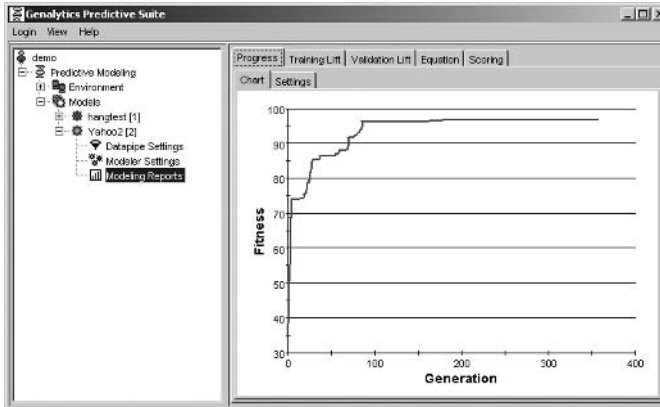 Genalytics Predictive Suite
Login View Help
demo
Predictive Modeling
Environment
Models
hangtest [1]
Yahoo2 [2]
Datapipe Settings
Modeler Settings
Modeling Reports
Progress Training Lift Validation Lift Equation Scoring
Chart Settings
100
90
80
70
60
50
40
30
Fitness
0 100 200 300 400
Generation